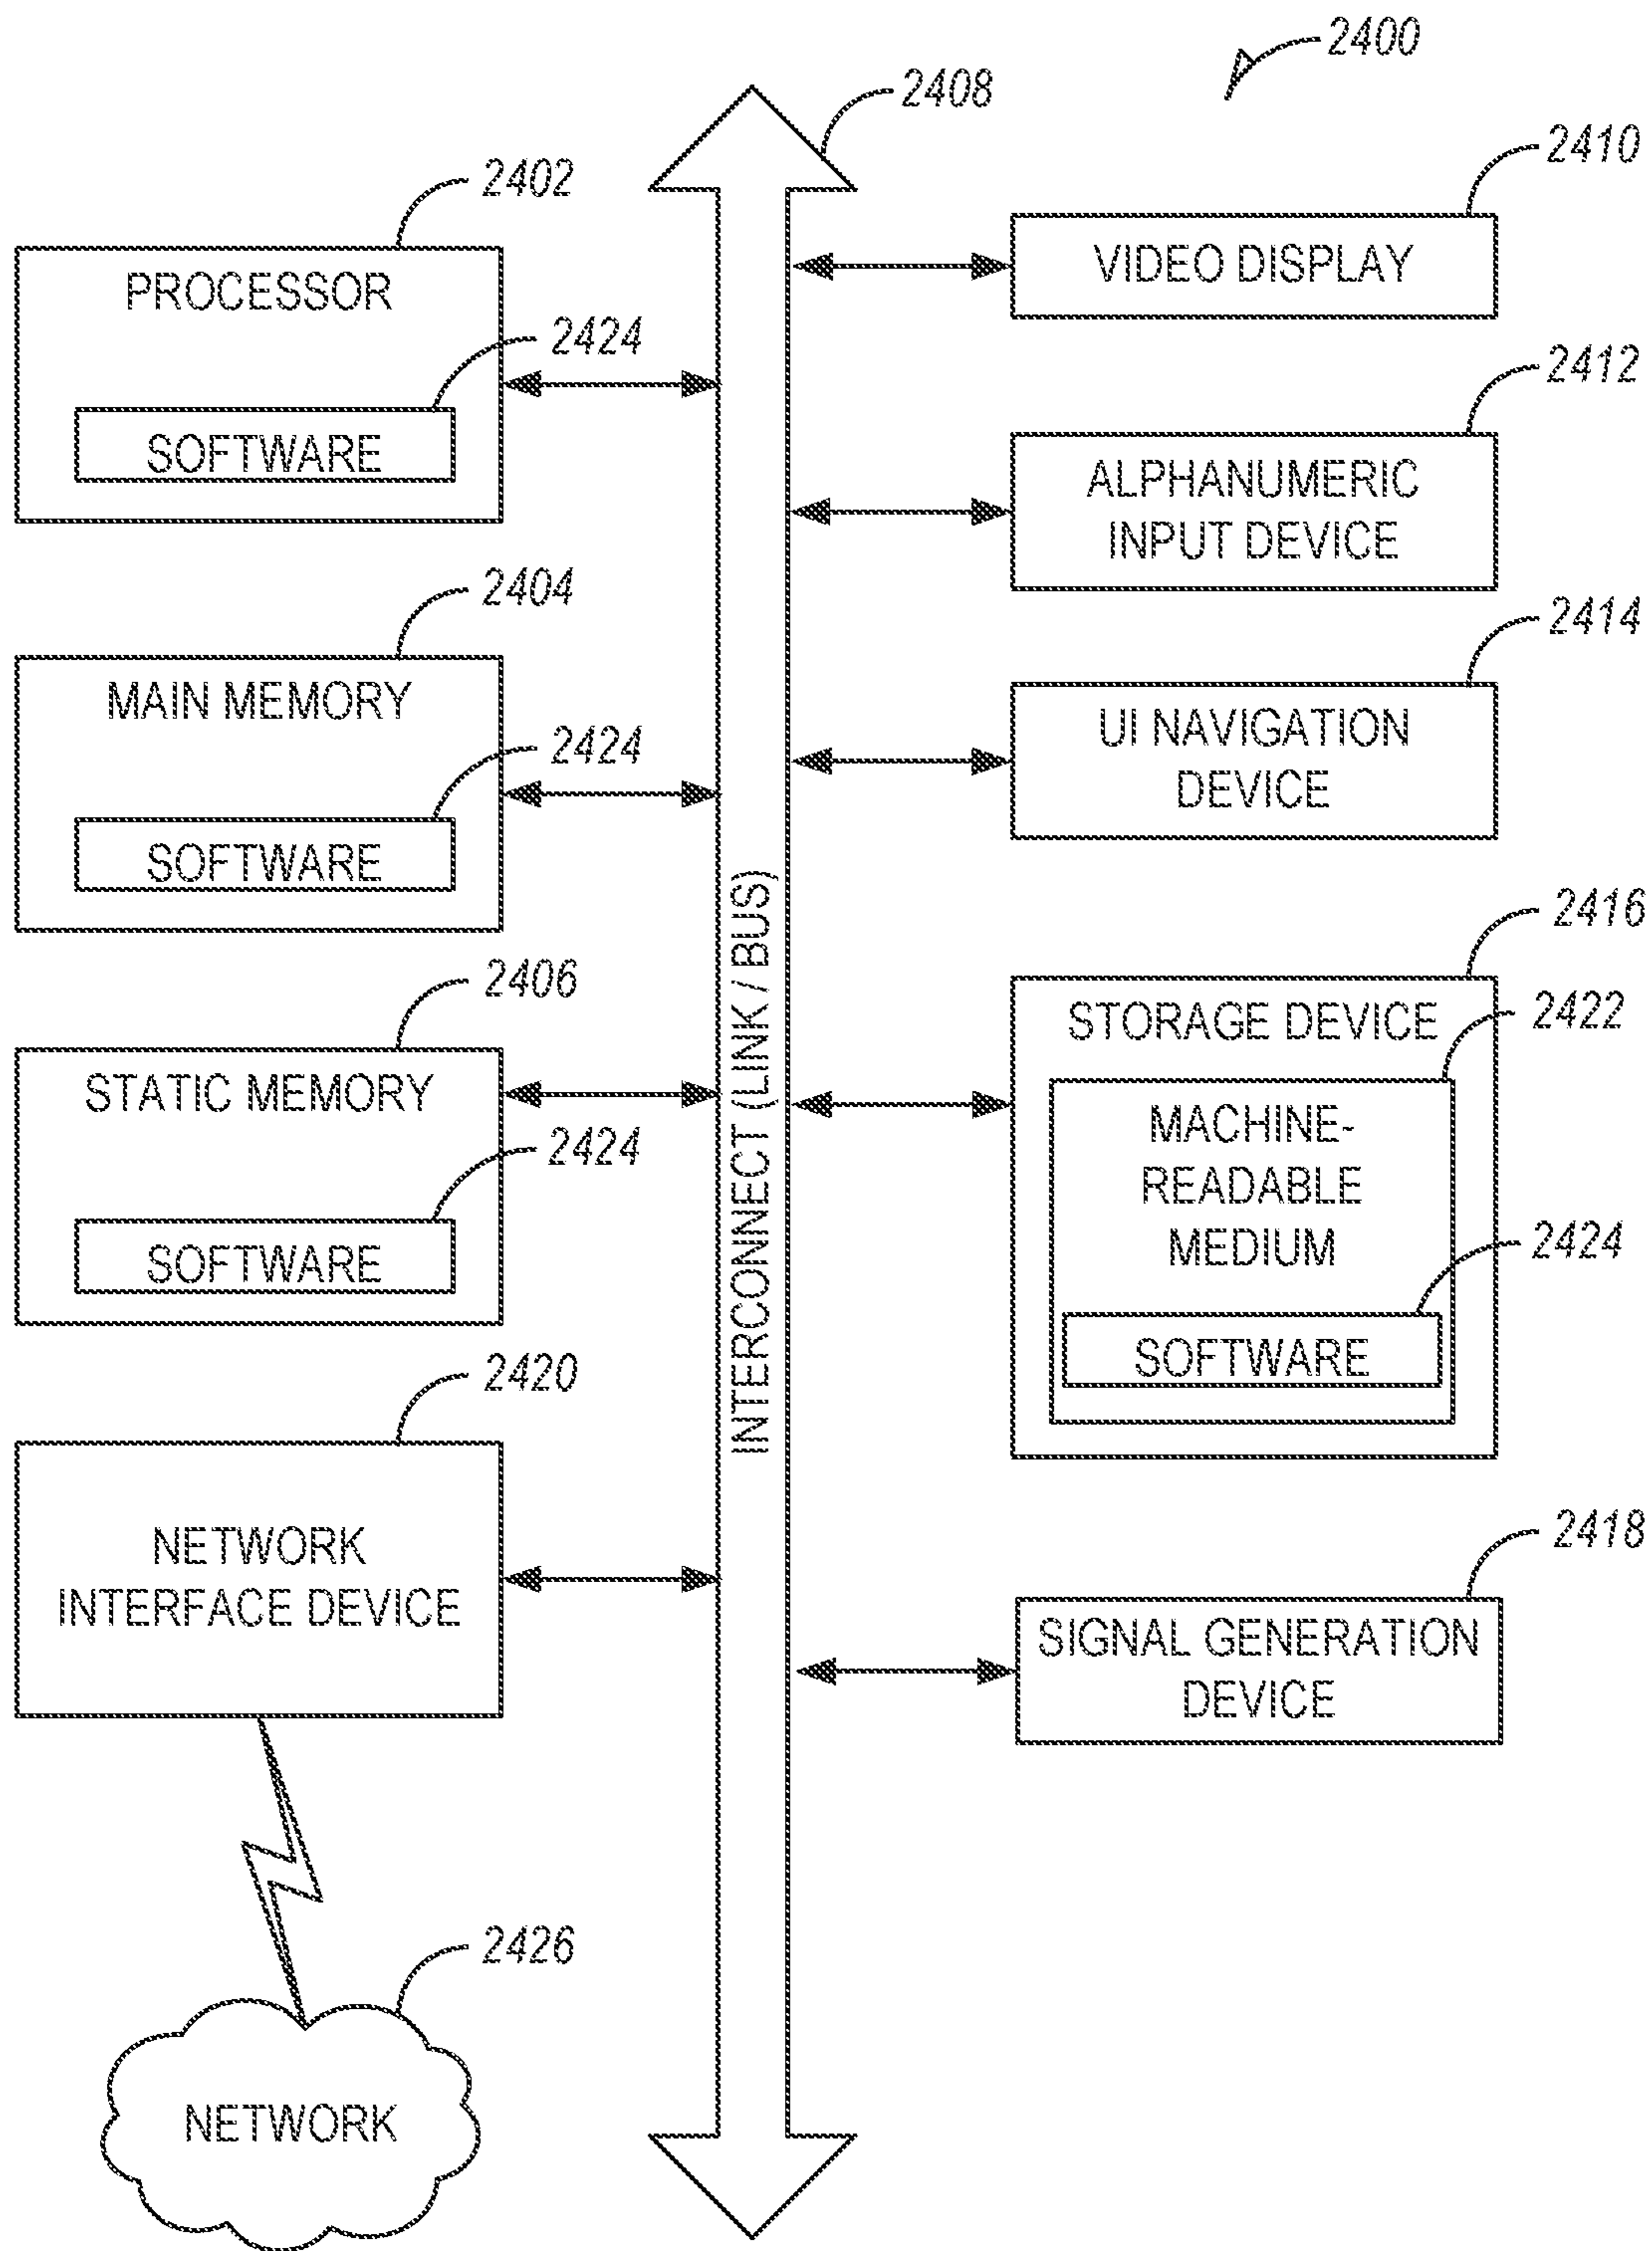 2400
2408
2402
PROCESSOR
2424
SOFTWARE
2404
MAIN MEMORY
2424
SOFTWARE
2406
STATIC MEMORY
2424
SOFTWARE
2420
NETWORK
INTERFACE DEVICE
2426
NETWORK
INTERCONNECT (LINK / BUS)
2410
VIDEO DISPLAY
2412
ALPHANUMERIC
INPUT DEVICE
2414
UI NAVIGATION
DEVICE
2416
STORAGE DEVICE
2422
MACHINE-
READABLE
MEDIUM
2424
SOFTWARE
2418
SIGNAL GENERATION
DEVICE